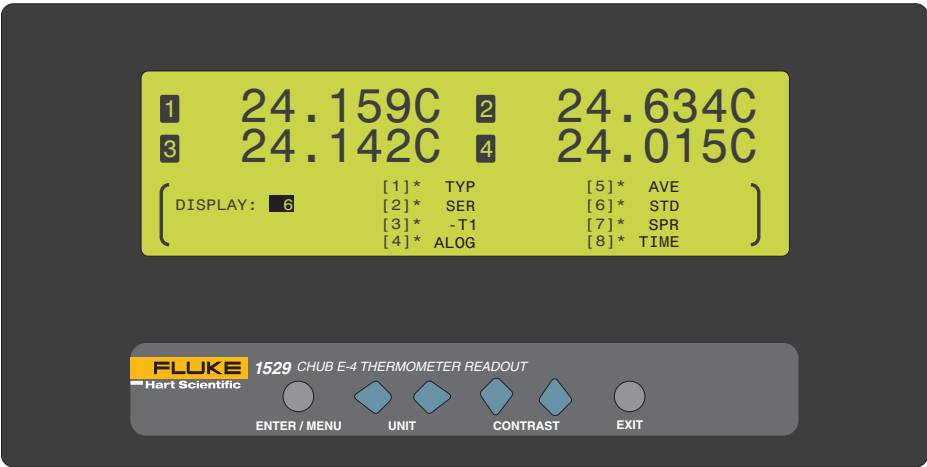 1 24.159C 2 24.634C
3 24.142C 4 24.015C
DISPLAY: 6
[1]* TYP
[2]* SER
[3]* -T1
[4]* ALOG
[5]* AVE
[6]* STD
[7]* SPR
[8]* TIME
FLUKE
Hart Scientific
1529 CHUB E-4 THERMOMETER READOUT
ENTER / MENU UNIT CONTRAST EXIT